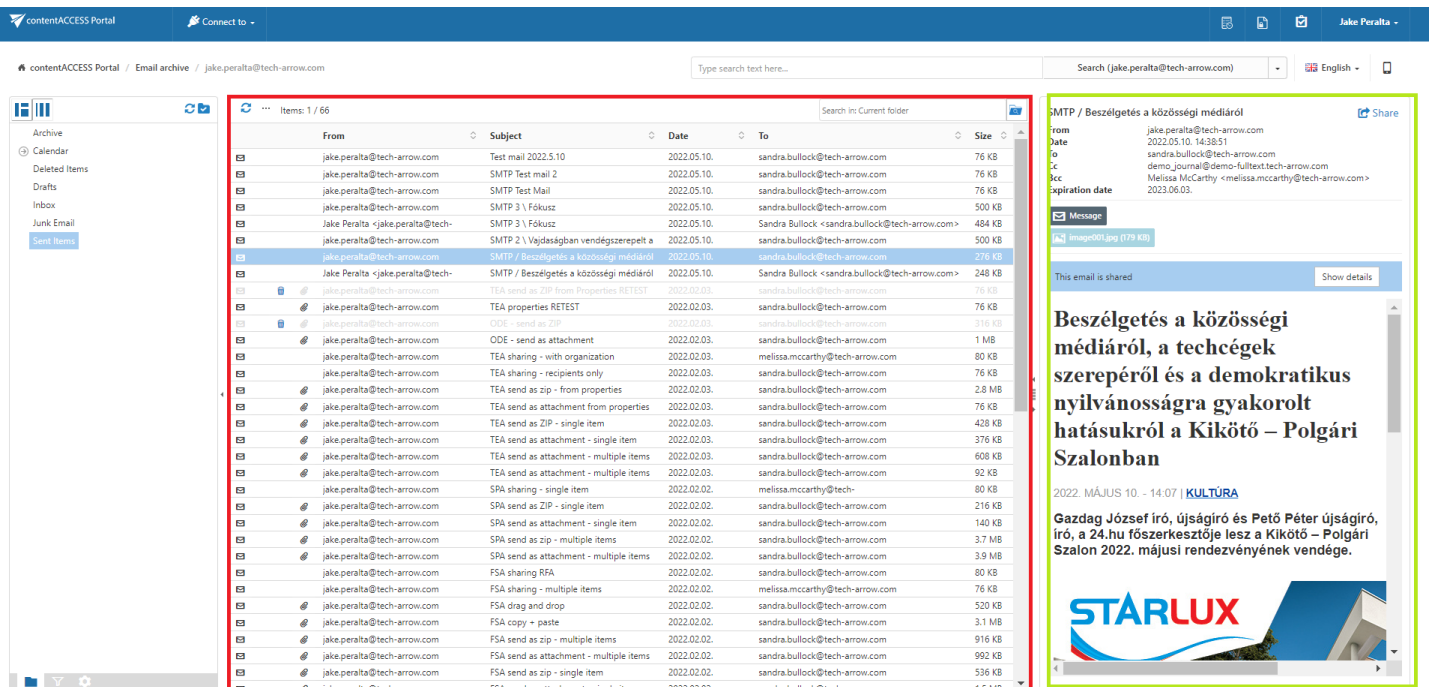 contentACCESS Portal
Connect to
Jake Peralta
contentACCESS Portal / Email archive / jake.peralta@tech-arrow.com
Type search text here...
Search (jake.peralta@tech-arrow.com)
English
Archive
Calendar
Deleted Items
Drafts
Inbox
Junk Email
Sent Items
Items: 1 / 66
Search in: Current folder
From Subject Date To Size
jake.peralta@tech-arrow.com Test mail 2022.5.10 2022.05.10. sandra.bullock@tech-arrow.com 76 KB
jake.peralta@tech-arrow.com SMTP Test mail 2 2022.05.10. sandra.bullock@tech-arrow.com 76 KB
jake.peralta@tech-arrow.com SMTP Test Mail 2022.05.10. sandra.bullock@tech-arrow.com 76 KB
jake.peralta@tech-arrow.com SMTP 3 \ Fókusz 2022.05.10. sandra.bullock@tech-arrow.com 500 KB
Jake Peralta <jake.peralta@tech- SMTP 3 \ Fókusz 2022.05.10. Sandra Bullock <sandra.bullock@tech-arrow.com> 484 KB
jake.peralta@tech-arrow.com SMTP 2 \ Vajdaságban vendégszerepelt a 2022.05.10. sandra.bullock@tech-arrow.com 500 KB
jake.peralta@tech-arrow.com SMTP / Beszélgetés a közösségi médiáról 2022.05.10. sandra.bullock@tech-arrow.com 276 KB
Jake Peralta <jake.peralta@tech- SMTP / Beszélgetés a közösségi médiáról 2022.05.10. Sandra Bullock <sandra.bullock@tech-arrow.com> 248 KB
jake.peralta@tech-arrow.com TEA send as ZIP from Properties RETEST 2022.02.03. sandra.bullock@tech-arrow.com 76 KB
jake.peralta@tech-arrow.com TEA properties RETEST 2022.02.03. sandra.bullock@tech-arrow.com 76 KB
jake.peralta@tech-arrow.com ODE - send as ZIP 2022.02.03. sandra.bullock@tech-arrow.com 316 KB
jake.peralta@tech-arrow.com ODE - send as attachment 2022.02.03. sandra.bullock@tech-arrow.com 1 MB
jake.peralta@tech-arrow.com TEA sharing - with organization 2022.02.03. melissa.mccarthy@tech-arrow.com 80 KB
jake.peralta@tech-arrow.com TEA sharing - recipients only 2022.02.03. sandra.bullock@tech-arrow.com 76 KB
jake.peralta@tech-arrow.com TEA send as zip - from properties 2022.02.03. sandra.bullock@tech-arrow.com 2.8 MB
jake.peralta@tech-arrow.com TEA send as attachment from properties 2022.02.03. sandra.bullock@tech-arrow.com 76 KB
jake.peralta@tech-arrow.com TEA send as ZIP - single item 2022.02.03. sandra.bullock@tech-arrow.com 428 KB
jake.peralta@tech-arrow.com TEA send as attachment - single item 2022.02.03. sandra.bullock@tech-arrow.com 376 KB
jake.peralta@tech-arrow.com TEA send as attachment - multiple items 2022.02.03. sandra.bullock@tech-arrow.com 608 KB
jake.peralta@tech-arrow.com TEA send as attachment - multiple items 2022.02.03. sandra.bullock@tech-arrow.com 92 KB
jake.peralta@tech-arrow.com SPA sharing - single item 2022.02.02. melissa.mccarthy@tech- 80 KB
jake.peralta@tech-arrow.com SPA send as ZIP - single item 2022.02.02. sandra.bullock@tech-arrow.com 216 KB
jake.peralta@tech-arrow.com SPA send as attachment - single item 2022.02.02. sandra.bullock@tech-arrow.com 140 KB
jake.peralta@tech-arrow.com SPA send as zip - multiple items 2022.02.02. sandra.bullock@tech-arrow.com 3.7 MB
jake.peralta@tech-arrow.com SPA send as attachment - multiple items 2022.02.02. sandra.bullock@tech-arrow.com 3.9 MB
jake.peralta@tech-arrow.com FSA sharing RFA 2022.02.02. sandra.bullock@tech-arrow.com 80 KB
jake.peralta@tech-arrow.com FSA sharing - multiple items 2022.02.02. melissa.mccarthy@tech-arrow.com 76 KB
jake.peralta@tech-arrow.com FSA drag and drop 2022.02.02. sandra.bullock@tech-arrow.com 520 KB
jake.peralta@tech-arrow.com FSA copy + paste 2022.02.02. sandra.bullock@tech-arrow.com 3.1 MB
jake.peralta@tech-arrow.com FSA send as zip - multiple items 2022.02.02. sandra.bullock@tech-arrow.com 916 KB
jake.peralta@tech-arrow.com FSA send as attachment - multiple items 2022.02.02. sandra.bullock@tech-arrow.com 992 KB
jake.peralta@tech-arrow.com FSA send as zip - single item 2022.02.02. sandra.bullock@tech-arrow.com 536 KB
SMTP / Beszélgetés a közösségi médiáról
Share
From jake.peralta@tech-arrow.com
Date 2022.05.10. 14:38:51
To sandra.bullock@tech-arrow.com
Cc demo_journal@demo-fulltext.tech-arrow.com
Bcc Melissa McCarthy <melissa.mccarthy@tech-arrow.com>
Expiration date 2023.06.03.
Message
image001.jpg (179 KB)
This email is shared
Show details
Beszélgetés a közösségi
médiáról, a techcégek
szerepéről és a demokratikus
nyilvánosságra gyakorolt
hatásukról a Kikötő – Polgári
Szalonban
2022. MÁJUS 10. - 14:07 | KULTÚRA
Gazdag József író, újságíró és Pető Péter újságíró,
író, a 24.hu főszerkesztője lesz a Kikötő – Polgári
Szalon 2022. májusi rendezvényének vendége.
STARLUX